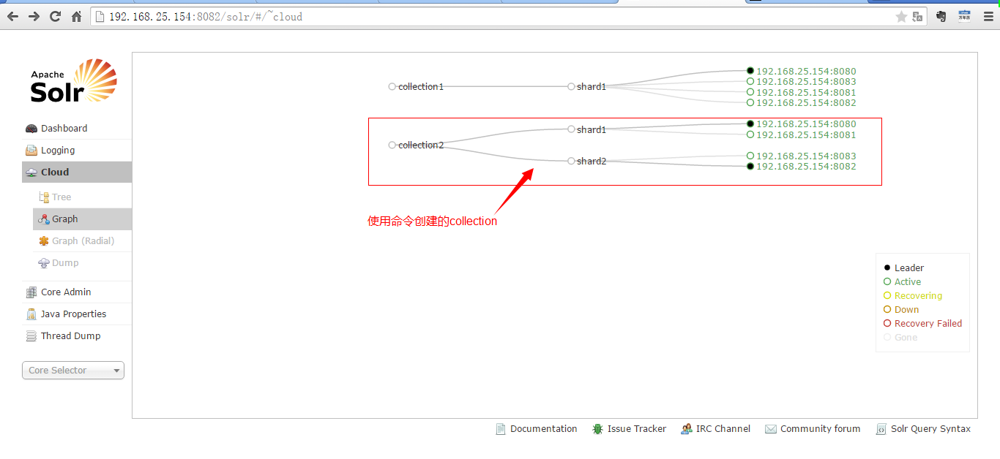 192.168.25.154:8082/solr/#/~cloud
Apache
Solr
Dashboard
Logging
Cloud
Tree
Graph
Graph (Radial)
Dump
Core Admin
Java Properties
Thread Dump
Core Selector
collection1
shard1
192.168.25.154:8080
192.168.25.154:8083
192.168.25.154:8081
192.168.25.154:8082
collection2
shard1
192.168.25.154:8080
192.168.25.154:8081
shard2
192.168.25.154:8083
192.168.25.154:8082
使用命令创建的collection
Leader
Active
Recovering
Down
Recovery Failed
Gone
Documentation
Issue Tracker
IRC Channel
Community forum
Solr Query Syntax